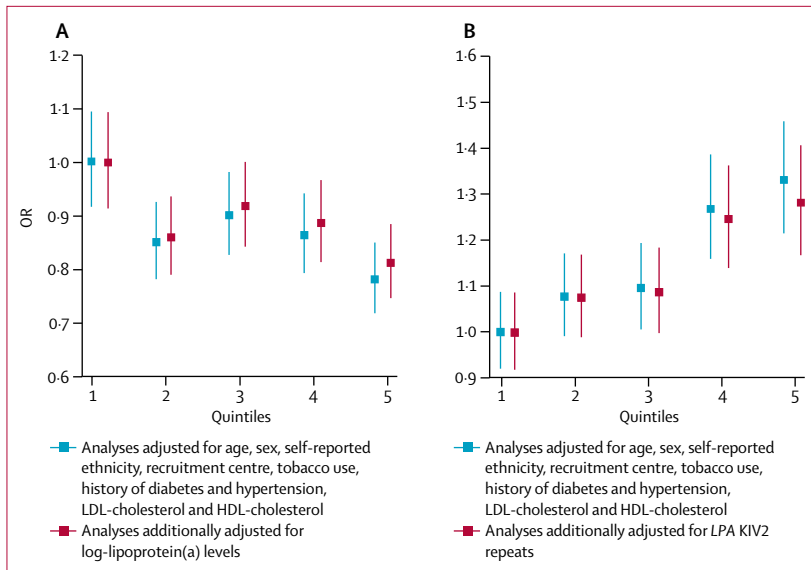 A
1·2
1·1
1·0
0·9
0·8
0·7
0·6
OR
1 2 3 4 5
Quintiles
Analyses adjusted for age, sex, self-reported
ethnicity, recruitment centre, tobacco use,
history of diabetes and hypertension,
LDL-cholesterol and HDL-cholesterol
Analyses additionally adjusted for
log-lipoprotein(a) levels
B
1·6
1·5
1·4
1·3
1·2
1·1
1·0
0·9
1 2 3 4 5
Quintiles
Analyses adjusted for age, sex, self-reported
ethnicity, recruitment centre, tobacco use,
history of diabetes and hypertension,
LDL-cholesterol and HDL-cholesterol
Analyses additionally adjusted for LPA KIV2
repeats